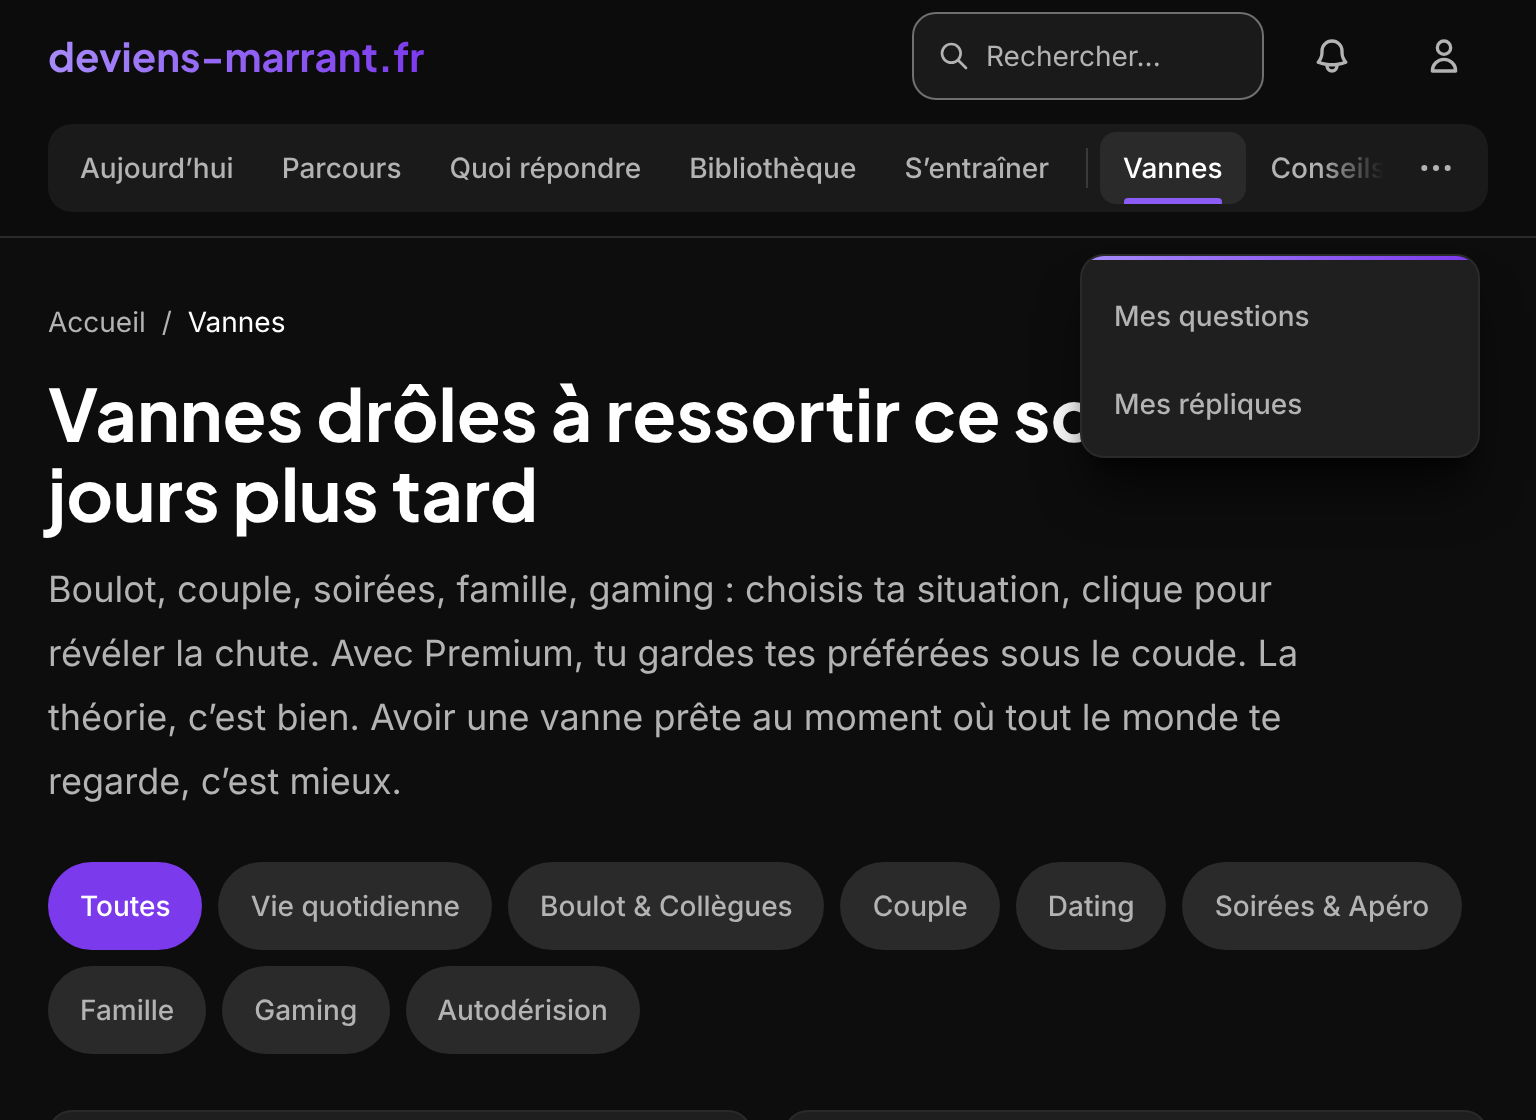 deviens-marrant.fr
Rechercher...
Aujourd’hui Parcours Quoi répondre Bibliothèque S’entraîner Vannes Conseils
Mes questions
Mes répliques
Accueil / Vannes
Vannes drôles à ressortir ce
jours plus tard
Boulot, couple, soirées, famille, gaming : choisis ta situation, clique pour
révéler la chute. Avec Premium, tu gardes tes préférées sous le coude. La
théorie, c’est bien. Avoir une vanne prête au moment où tout le monde te
regarde, c’est mieux.
Toutes Vie quotidienne Boulot & Collègues Couple Dating Soirées & Apéro
Famille Gaming Autodérision